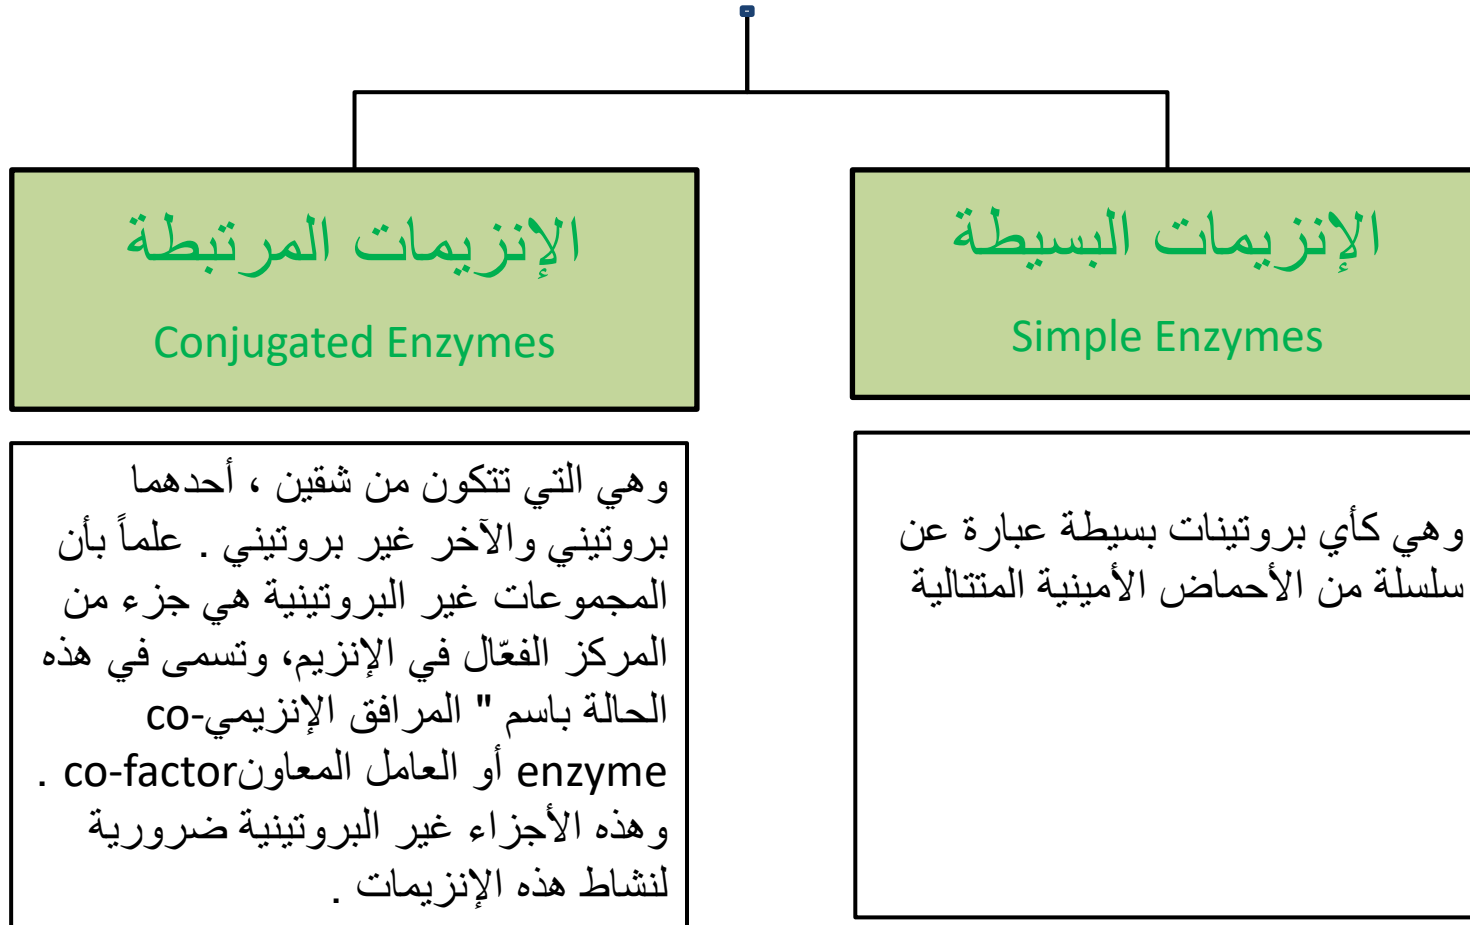 الإنزيمات البسيطة
Simple Enzymes
وهي كأي بروتينات بسيطة عبارة عن
سلسلة من الأحماض الأمينية المتتالية
الإنزيمات المرتبطة
Conjugated Enzymes
وهي التي تتكون من شقين ، أحدهما
بروتيني والآخر غير بروتيني . علماً بأن
المجموعات غير البروتينية هي جزء من
المركز الفعّال في الإنزيم، وتسمى في هذه
الحالة باسم " المرافق الإنزيمي co-
enzyme أو العامل المعاون co-factor .
وهذه الأجزاء غير البروتينية ضرورية
لنشاط هذه الإنزيمات .